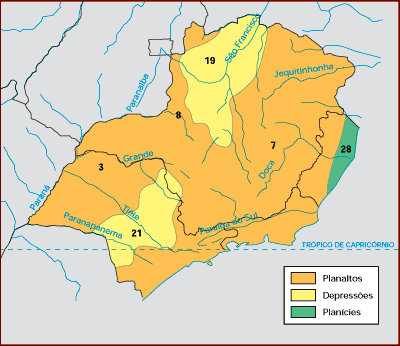 São Francisco
19
Jequitinhonha
Paranaíba
8
7
28
Grande
3
Doce
Paraná
Tietê
Paranapanema
Paraíba do Sul
21
TRÓPICO DE CAPRICÓRNIO
Planaltos
Depressões
Planícies